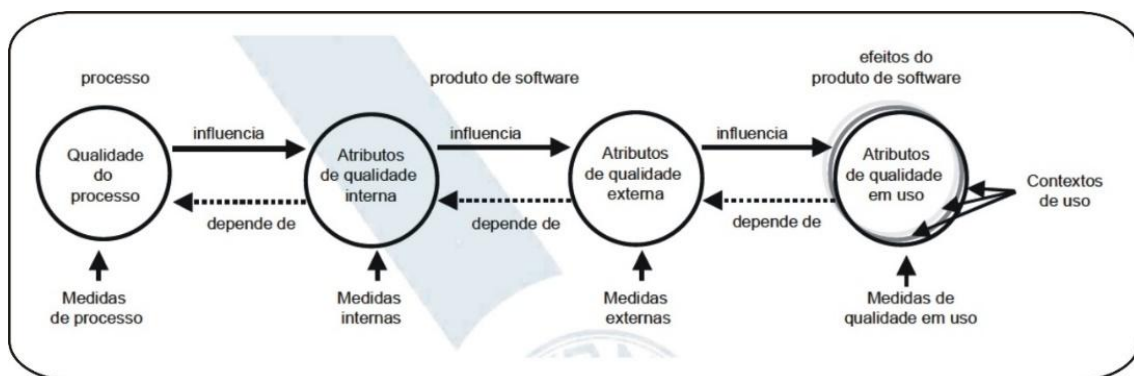 processo
produto de software
efeitos do
produto de software
Qualidade
do
processo
influencia
depende de
Atributos
de qualidade
interna
influencia
depende de
Atributos
de qualidade
externa
influencia
depende de
Atributos
de qualidade
em uso
Contextos
de uso
Medidas
de processo
Medidas
internas
Medidas
externas
Medidas de
qualidade em uso